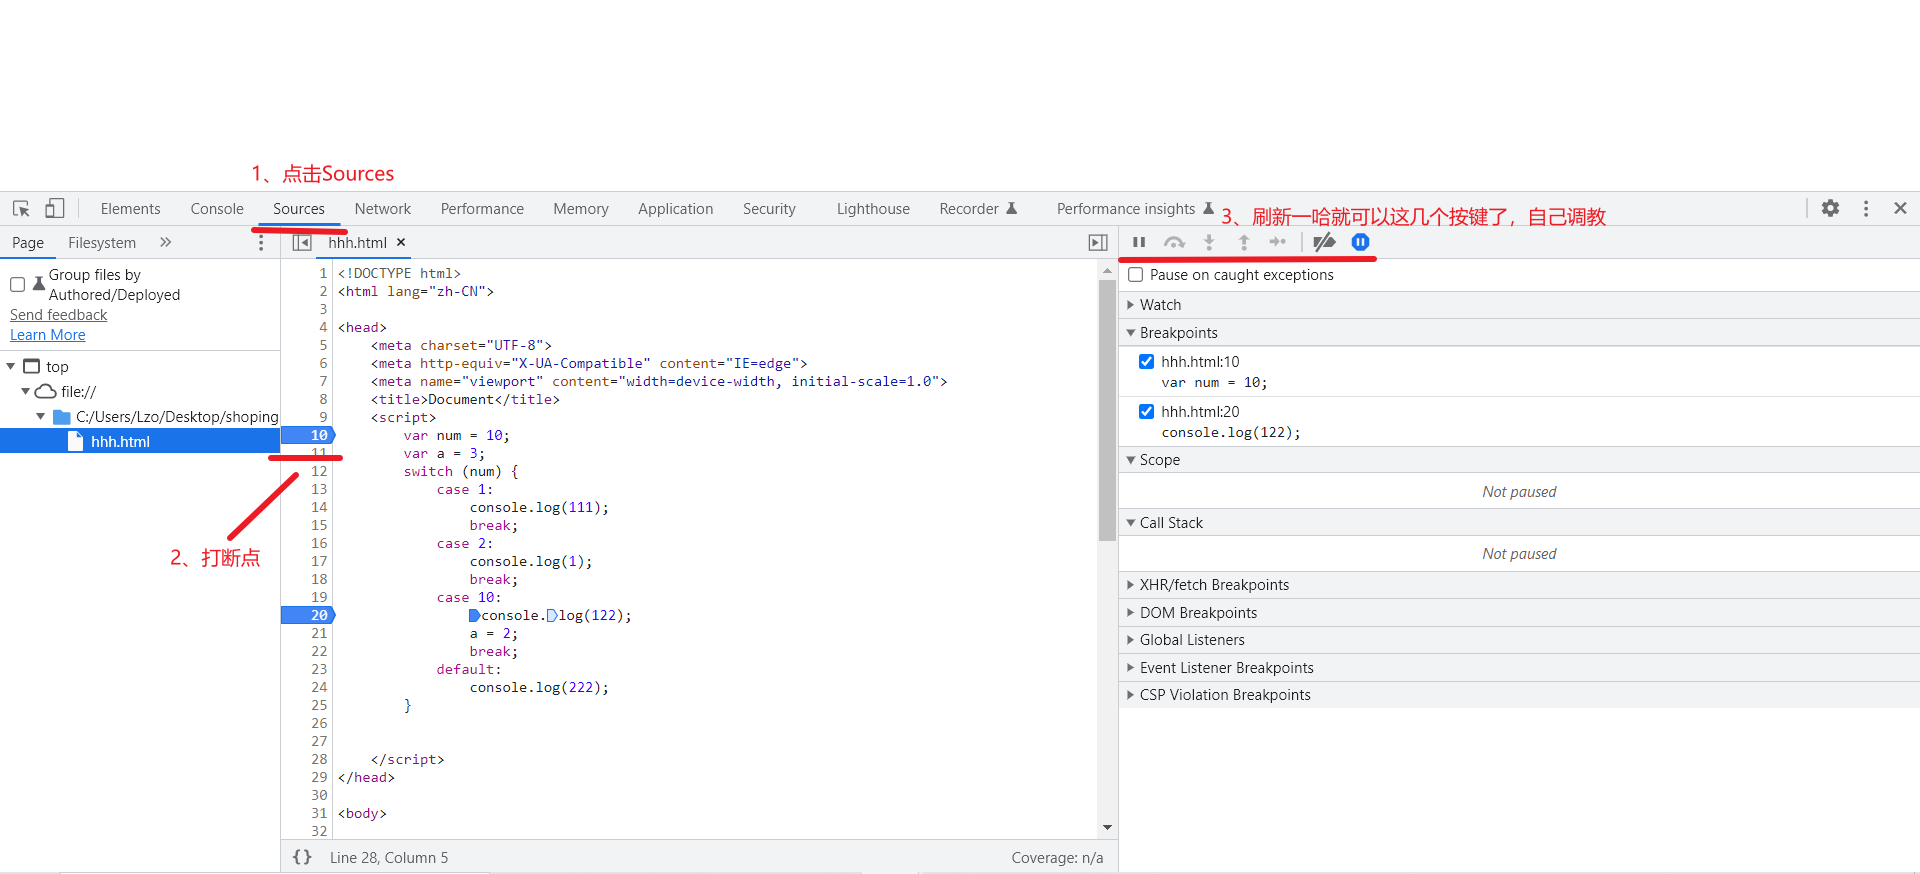 1、点击Sources
Elements Console Sources Network Performance Memory Application Security Lighthouse Recorder Performance insights
3、刷新一哈就可以这几个按键了，自己调教
Page Filesystem
hhh.html
Group files by
Authored/Deployed
Send feedback
Learn More
top
file://
C:/Users/Lzo/Desktop/shoping
hhh.html
2、打断点
1 <!DOCTYPE html>
2 <html lang="zh-CN">
3
4 <head>
5     <meta charset="UTF-8">
6     <meta http-equiv="X-UA-Compatible" content="IE=edge">
7     <meta name="viewport" content="width=device-width, initial-scale=1.0">
8     <title>Document</title>
9     <script>
10         var num = 10;
11         var a = 3;
12         switch (num) {
13             case 1:
14                 console.log(111);
15                 break;
16             case 2:
17                 console.log(1);
18                 break;
19             case 10:
20                 console.log(122);
21                 a = 2;
22                 break;
23             default:
24                 console.log(222);
25         }
26
27
28     </script>
29 </head>
30
31 <body>
32
{} Line 28, Column 5
Coverage: n/a
Pause on caught exceptions
Watch
Breakpoints
hhh.html:10
var num = 10;
hhh.html:20
console.log(122);
Scope
Not paused
Call Stack
Not paused
XHR/fetch Breakpoints
DOM Breakpoints
Global Listeners
Event Listener Breakpoints
CSP Violation Breakpoints